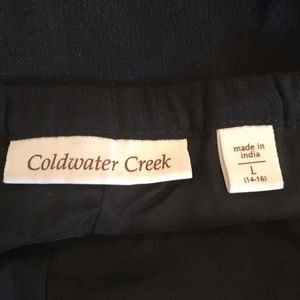 Coldwater Creek
made in
india
L
(14-16)